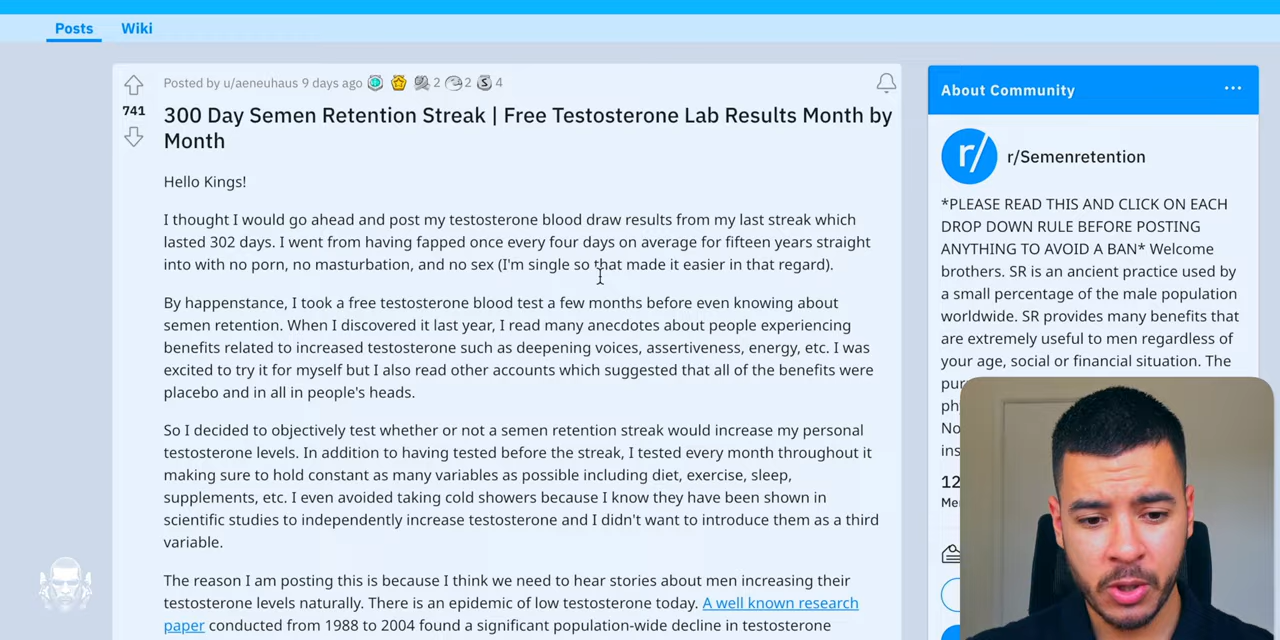 Posts
Wiki
Posted by u/aeneuhaus 9 days ago 2 2 4
741
300 Day Semen Retention Streak | Free Testosterone Lab Results Month by
Month
Hello Kings!
I thought I would go ahead and post my testosterone blood draw results from my last streak which
lasted 302 days. I went from having fapped once every four days on average for fifteen years straight
into with no porn, no masturbation, and no sex (I'm single so that made it easier in that regard).
By happenstance, I took a free testosterone blood test a few months before even knowing about
semen retention. When I discovered it last year, I read many anecdotes about people experiencing
benefits related to increased testosterone such as deepening voices, assertiveness, energy, etc. I was
excited to try it for myself but I also read other accounts which suggested that all of the benefits were
placebo and in all in people's heads.
So I decided to objectively test whether or not a semen retention streak would increase my personal
testosterone levels. In addition to having tested before the streak, I tested every month throughout it
making sure to hold constant as many variables as possible including diet, exercise, sleep,
supplements, etc. I even avoided taking cold showers because I know they have been shown in
scientific studies to independently increase testosterone and I didn't want to introduce them as a third
variable.
The reason I am posting this is because I think we need to hear stories about men increasing their
testosterone levels naturally. There is an epidemic of low testosterone today. A well known research
paper conducted from 1988 to 2004 found a significant population-wide decline in testosterone
About Community
r/
r/Semenretention
*PLEASE READ THIS AND CLICK ON EACH
DROP DOWN RULE BEFORE POSTING
ANYTHING TO AVOID A BAN* Welcome
brothers. SR is an ancient practice used by
a small percentage of the male population
worldwide. SR provides many benefits that
are extremely useful to men regardless of
your age, social or financial situation. The